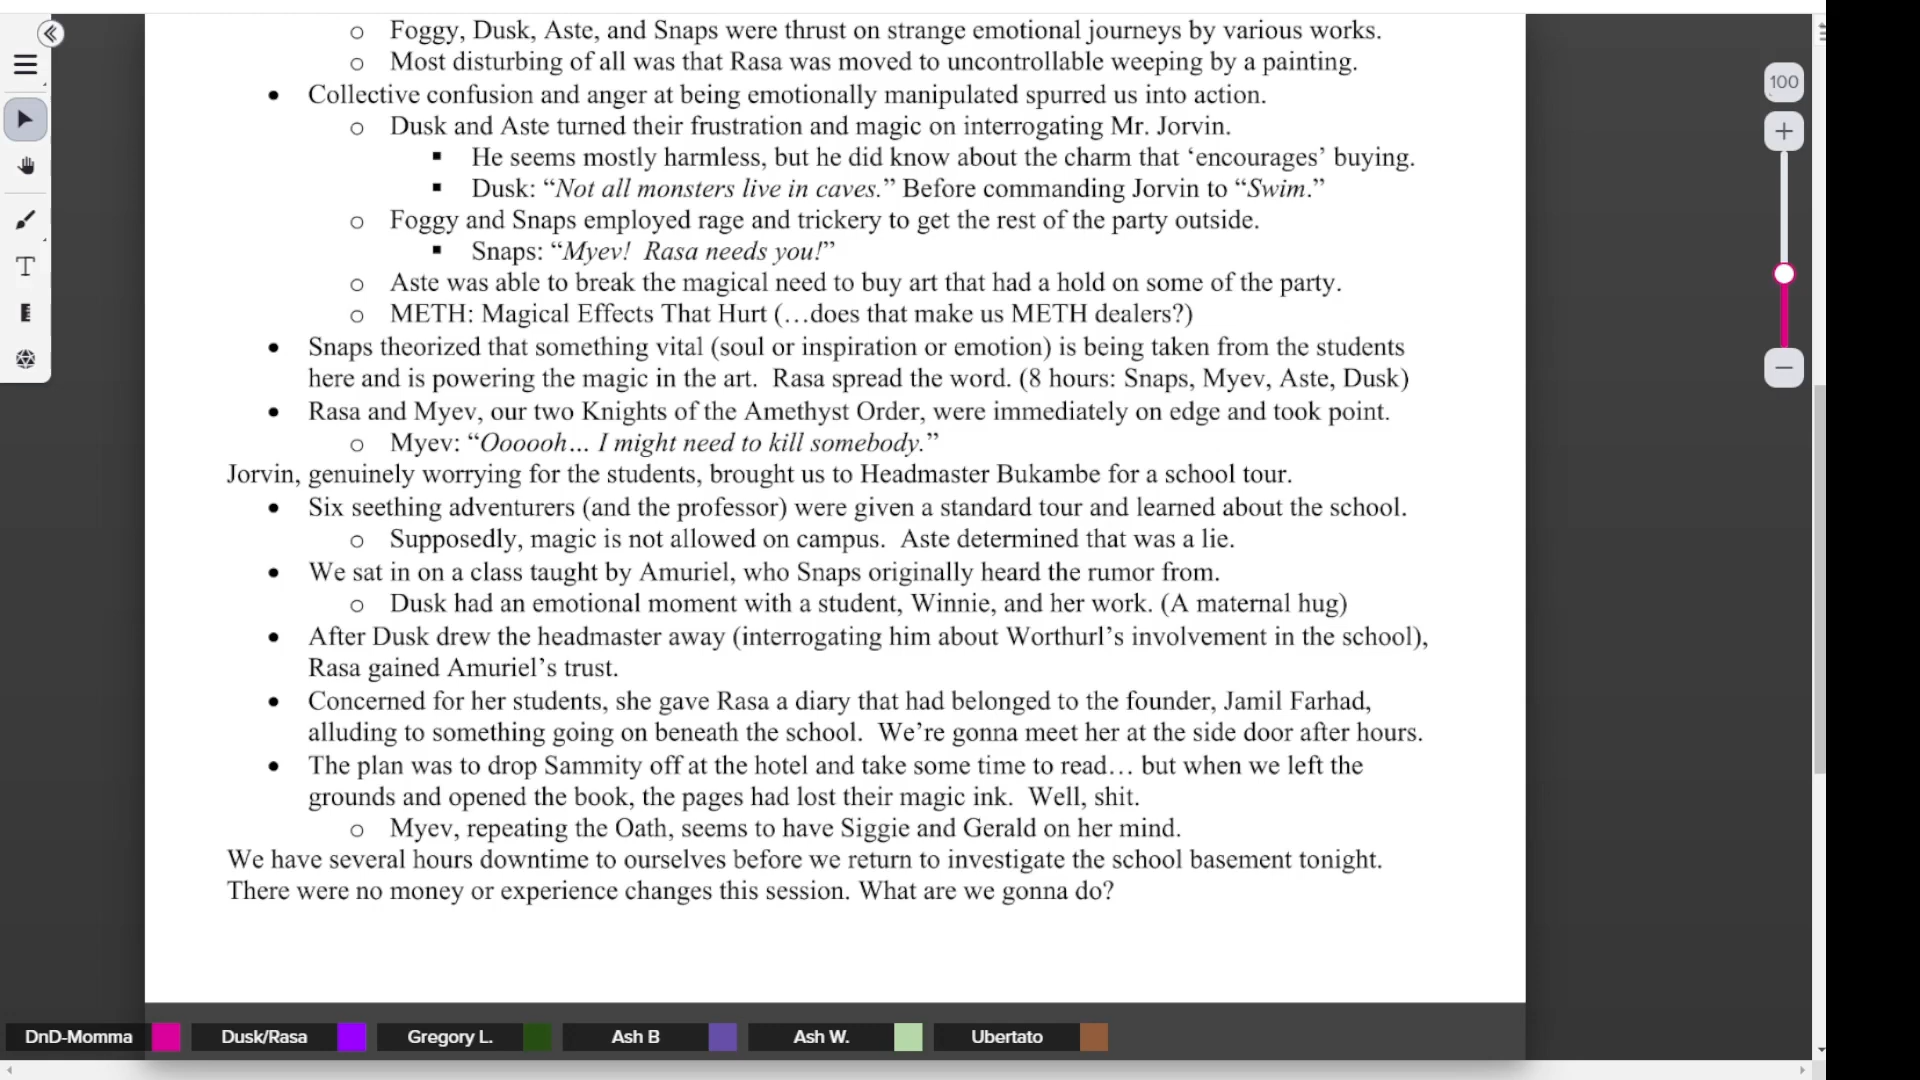 o Foggy, Dusk, Aste, and Snaps were thrust on strange emotional journeys by various works.
o Most disturbing of all was that Rasa was moved to uncontrollable weeping by a painting.
• Collective confusion and anger at being emotionally manipulated spurred us into action.
o Dusk and Aste turned their frustration and magic on interrogating Mr. Jorvin.
▪ He seems mostly harmless, but he did know about the charm that ‘encourages’ buying.
▪ Dusk: “Not all monsters live in caves.” Before commanding Jorvin to “Swim.”
o Foggy and Snaps employed rage and trickery to get the rest of the party outside.
▪ Snaps: “Myev!  Rasa needs you!”
o Aste was able to break the magical need to buy art that had a hold on some of the party.
o METH: Magical Effects That Hurt (…does that make us METH dealers?)
• Snaps theorized that something vital (soul or inspiration or emotion) is being taken from the students
here and is powering the magic in the art.  Rasa spread the word. (8 hours: Snaps, Myev, Aste, Dusk)
• Rasa and Myev, our two Knights of the Amethyst Order, were immediately on edge and took point.
o Myev: “Oooooh… I might need to kill somebody.”
Jorvin, genuinely worrying for the students, brought us to Headmaster Bukambe for a school tour.
• Six seething adventurers (and the professor) were given a standard tour and learned about the school.
o Supposedly, magic is not allowed on campus.  Aste determined that was a lie.
• We sat in on a class taught by Amuriel, who Snaps originally heard the rumor from.
o Dusk had an emotional moment with a student, Winnie, and her work. (A maternal hug)
• After Dusk drew the headmaster away (interrogating him about Worthurl’s involvement in the school),
Rasa gained Amuriel’s trust.
• Concerned for her students, she gave Rasa a diary that had belonged to the founder, Jamil Farhad,
alluding to something going on beneath the school.  We’re gonna meet her at the side door after hours.
• The plan was to drop Sammity off at the hotel and take some time to read… but when we left the
grounds and opened the book, the pages had lost their magic ink.  Well, shit.
o Myev, repeating the Oath, seems to have Siggie and Gerald on her mind.
We have several hours downtime to ourselves before we return to investigate the school basement tonight.
There were no money or experience changes this session. What are we gonna do?
100
DnD-Momma
Dusk/Rasa
Gregory L.
Ash B
Ash W.
Ubertato